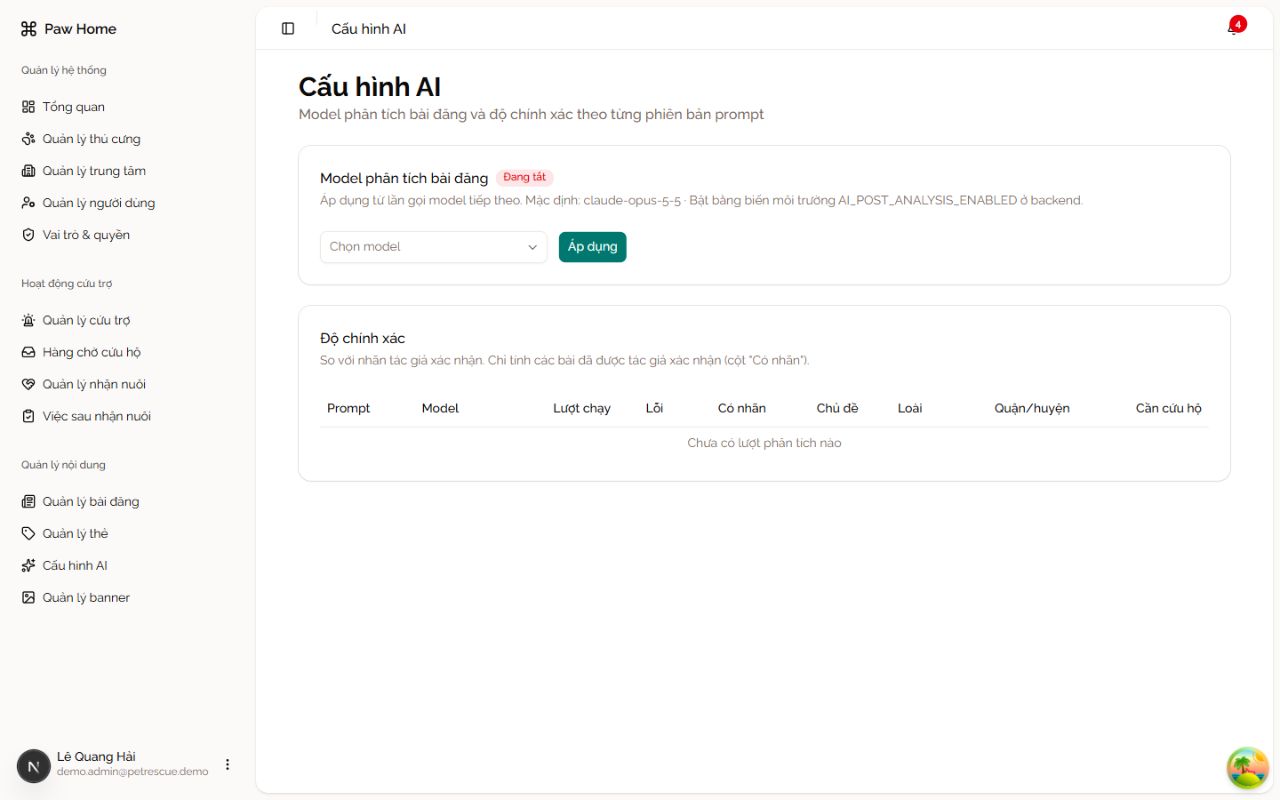 Paw Home
Quản lý hệ thống
Tổng quan
Quản lý thú cưng
Quản lý trung tâm
Quản lý người dùng
Vai trò & quyền
Hoạt động cứu trợ
Quản lý cứu trợ
Hàng chờ cứu hộ
Quản lý nhận nuôi
Việc sau nhận nuôi
Quản lý nội dung
Quản lý bài đăng
Quản lý thẻ
Cấu hình AI
Quản lý banner
N
Lê Quang Hải
demo.admin@petrescue.demo
Cấu hình AI
4
Cấu hình AI
Model phân tích bài đăng và độ chính xác theo từng phiên bản prompt
Model phân tích bài đăng Đang tắt
Áp dụng từ lần gọi model tiếp theo. Mặc định: claude-opus-5-5 · Bật bằng biến môi trường AI_POST_ANALYSIS_ENABLED ở backend.
Chọn model Áp dụng
Độ chính xác
So với nhãn tác giả xác nhận. Chỉ tính các bài đã được tác giả xác nhận (cột "Có nhãn").
Prompt Model Lượt chạy Lỗi Có nhãn Chủ đề Loài Quận/huyện Cần cứu hộ
Chưa có lượt phân tích nào